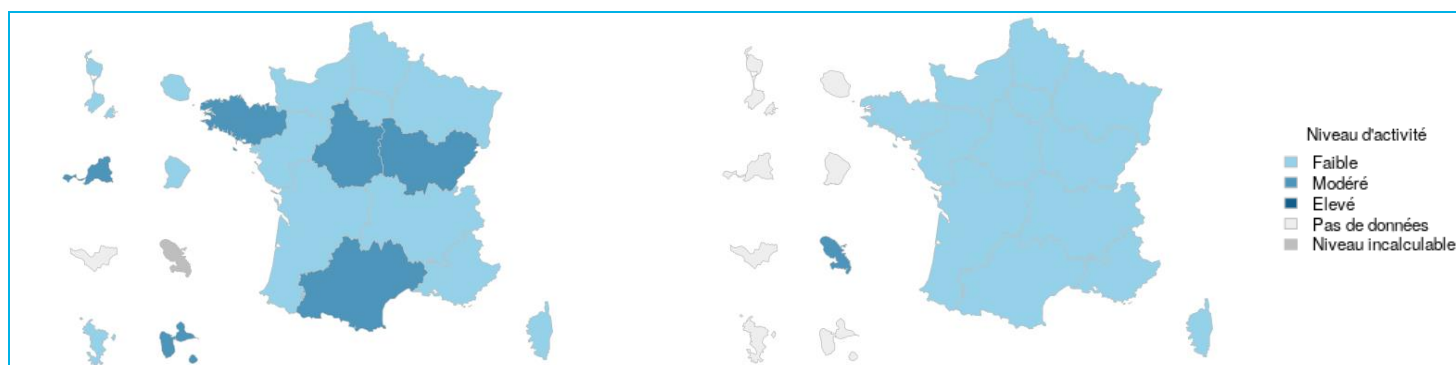 Niveau d'activité
Faible
Modéré
Elevé
Pas de données
Niveau incalculable